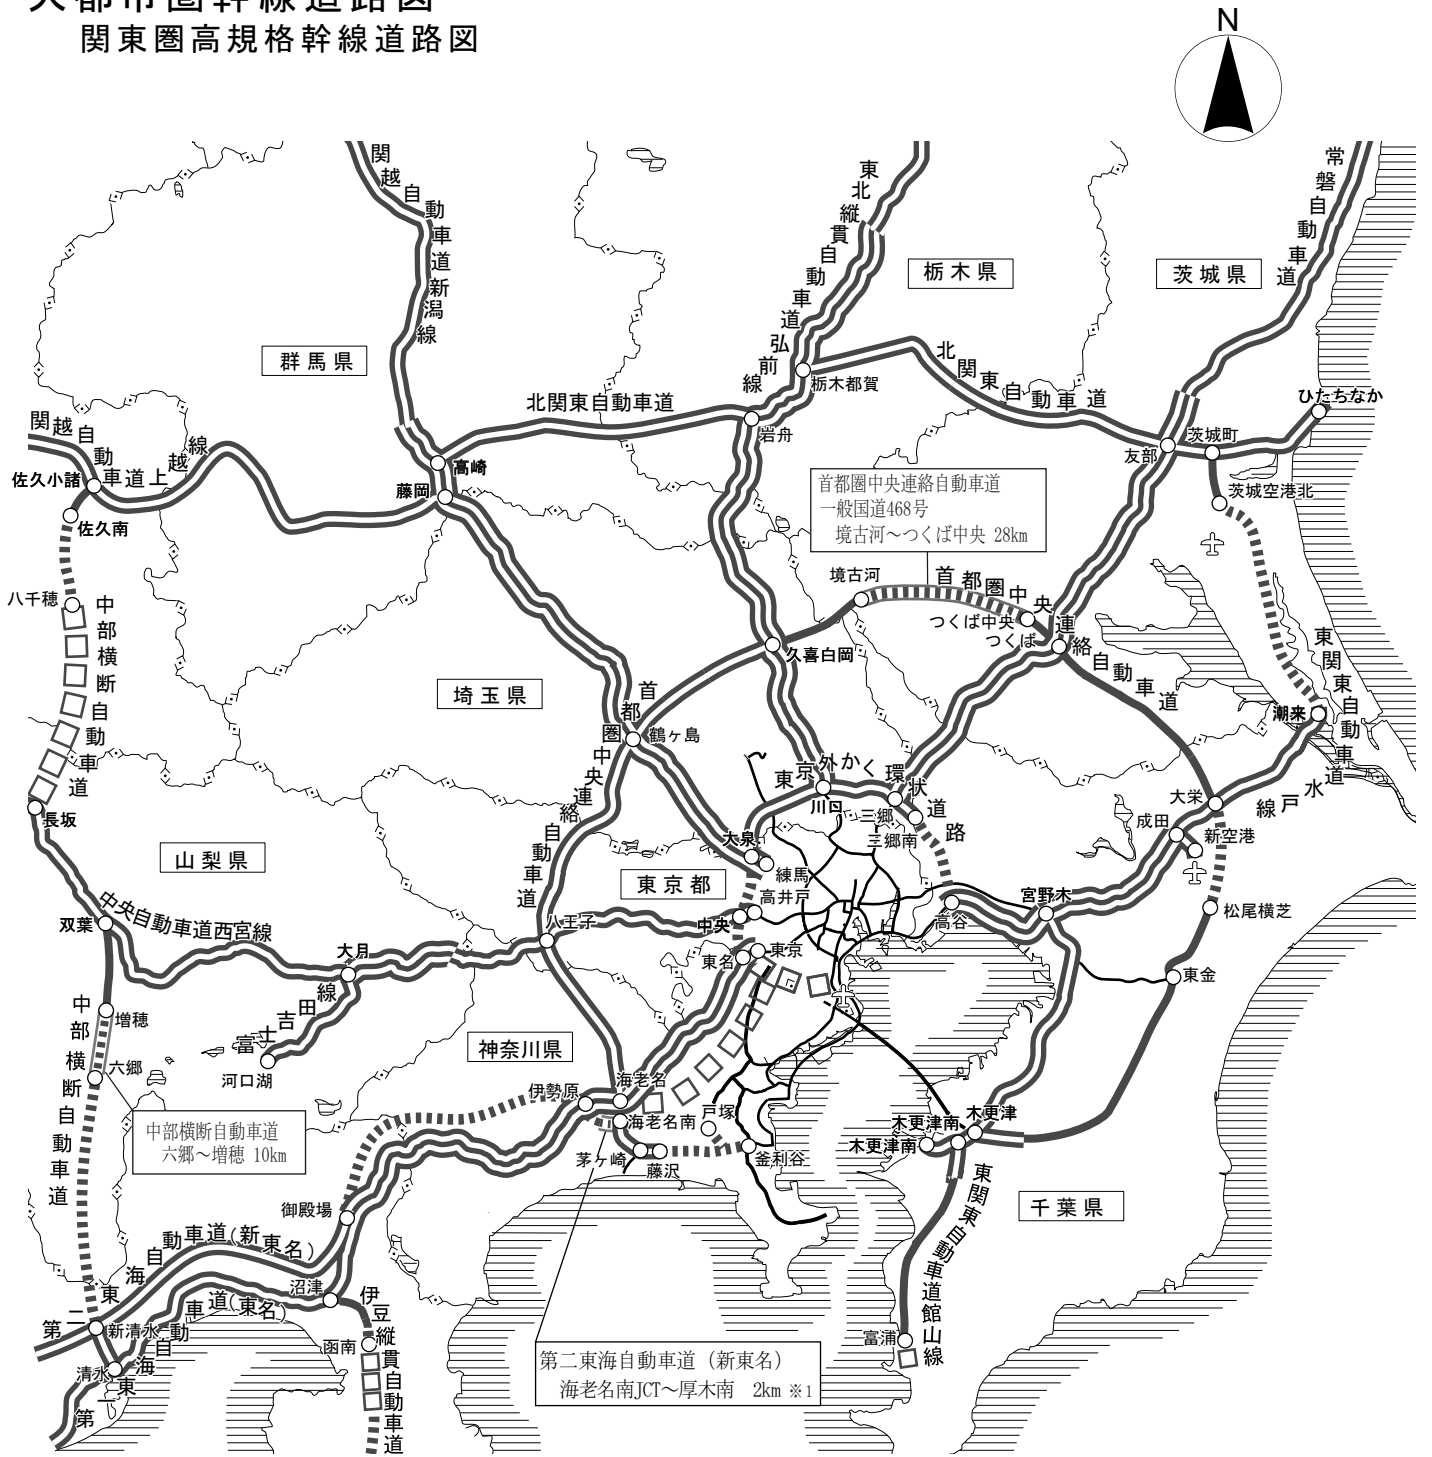 大都市圏幹線道路図
関東圏高規格幹線道路図
N
関越自動車道新潟線
東北縦貫自動車道弘前線
常磐自動車道
栃木県
茨城県
群馬県
北関東自動車道
栃木都賀
北関東自動車道
ひたちなか
岩舟
茨城町
友部
関越自動車道上越線
佐久小諸
高崎
藤岡
佐久南
茨城空港北
首都圏中央連絡自動車道
一般国道468号
境古河～つくば中央 28km
境古河
首都圏中央連絡自動車道
八千穂
中部横断自動車道
つくば中央
つくば
久喜白岡
東関東自動車道水戸線
埼玉県
首都圏中央連絡自動車道
鶴ヶ島
潮来
東京外かく環状道路
川口
三郷
三郷南
大栄
成田
新空港
長坂
山梨県
大泉
練馬
東京都
高井戸
中央
宮野木
高谷
松尾横芝
中央自動車道西宮線
双葉
八王子
大月
東名
東京
東金
吉田線
富士
河口湖
中部横断自動車道
増穂
六郷
神奈川県
伊勢原
海老名
海老名南
戸塚
木更津
木更津南
木更津南
中部横断自動車道
六郷～増穂 10km
茅ヶ崎
藤沢
釜利谷
御殿場
千葉県
東関東自動車道館山線
第二東海自動車道(新東名)
沼津
伊豆縦貫自動車道
新清水
函南
富浦
清水
第一東海自動車道(東名)
第二東海自動車道（新東名）
海老名南JCT～厚木南 2km ※1